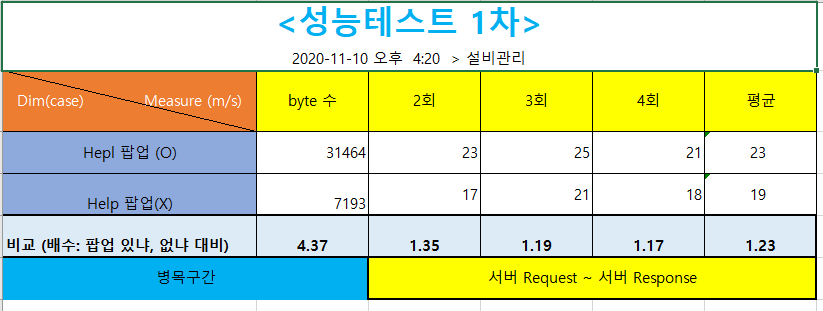 <성능테스트 1차>
2020-11-10 오후  4:20  > 설비관리
Dim(case) Measure (m/s) byte 수 2회 3회 4회 평균
Hepl 팝업 (O) 31464 23 25 21 23
Help 팝업(X) 7193 17 21 18 19
비교 (배수: 팝업 있냐, 없냐 대비) 4.37 1.35 1.19 1.17 1.23
병목구간 서버 Request ~ 서버 Response